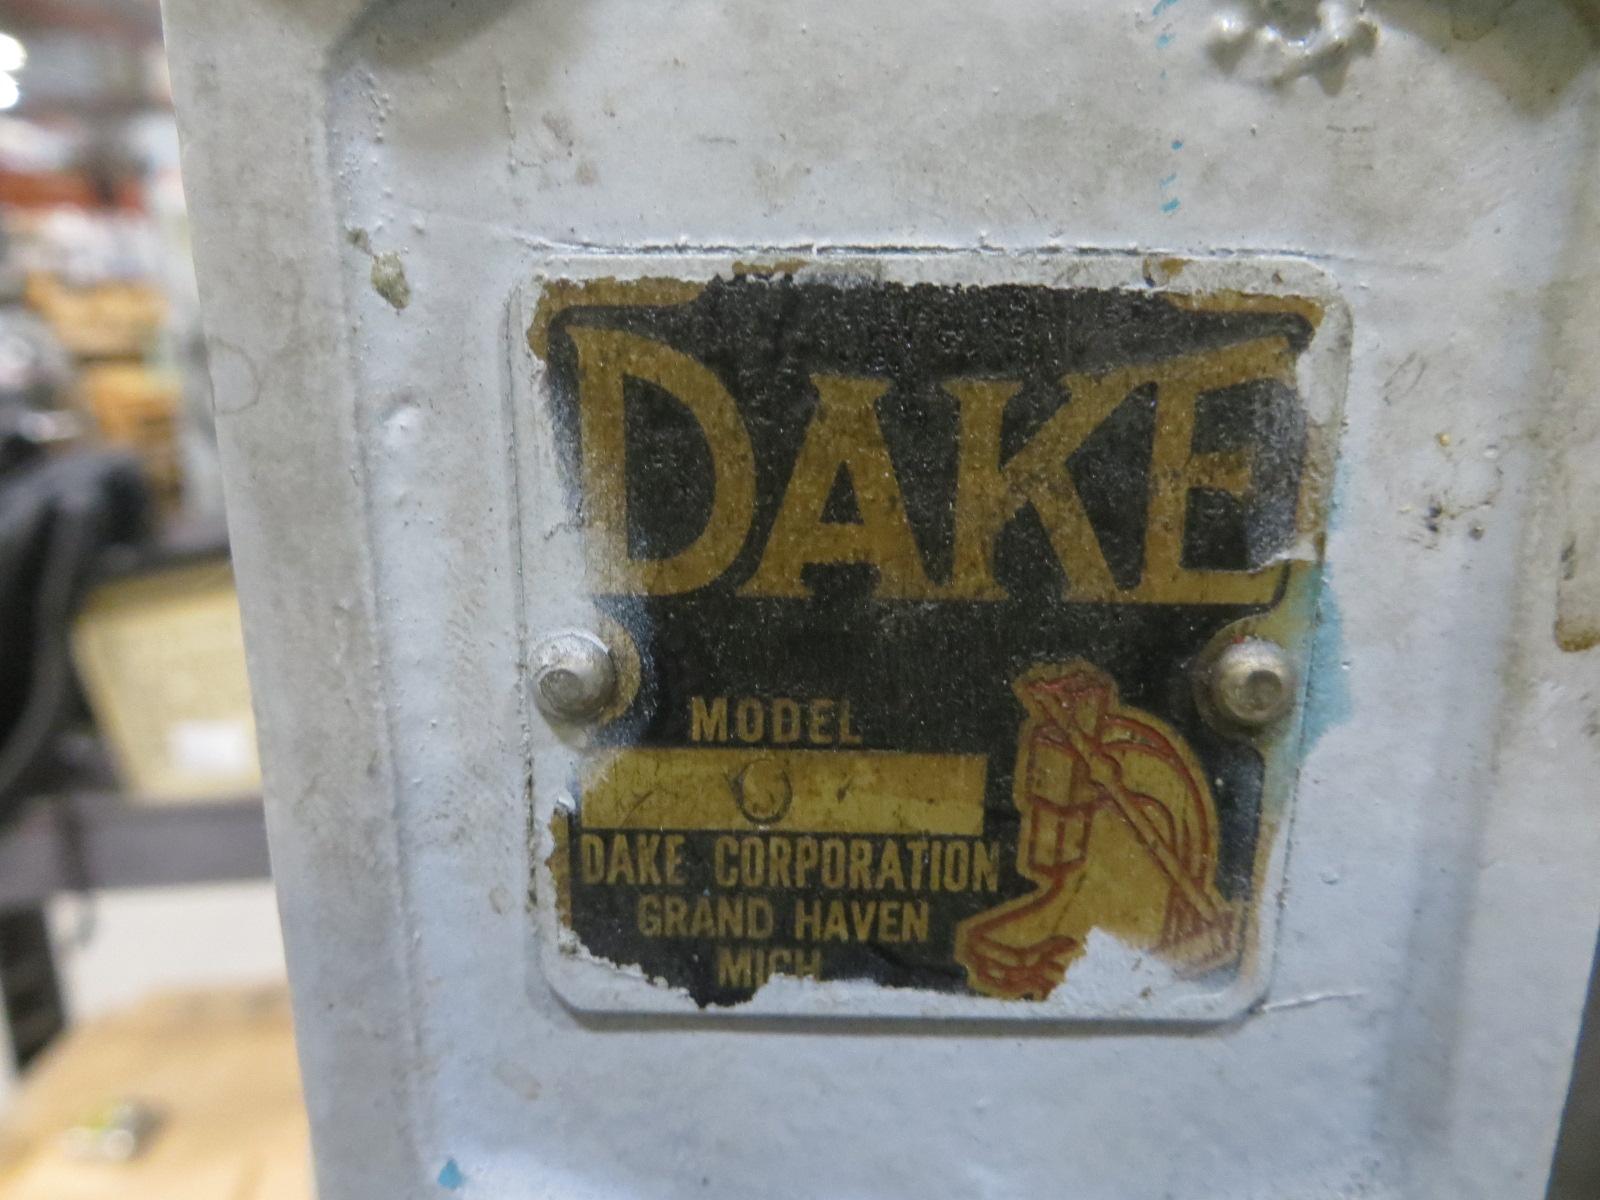 DAKE
MODEL
DAKE CORPORATION
GRAND HAVEN
MICH